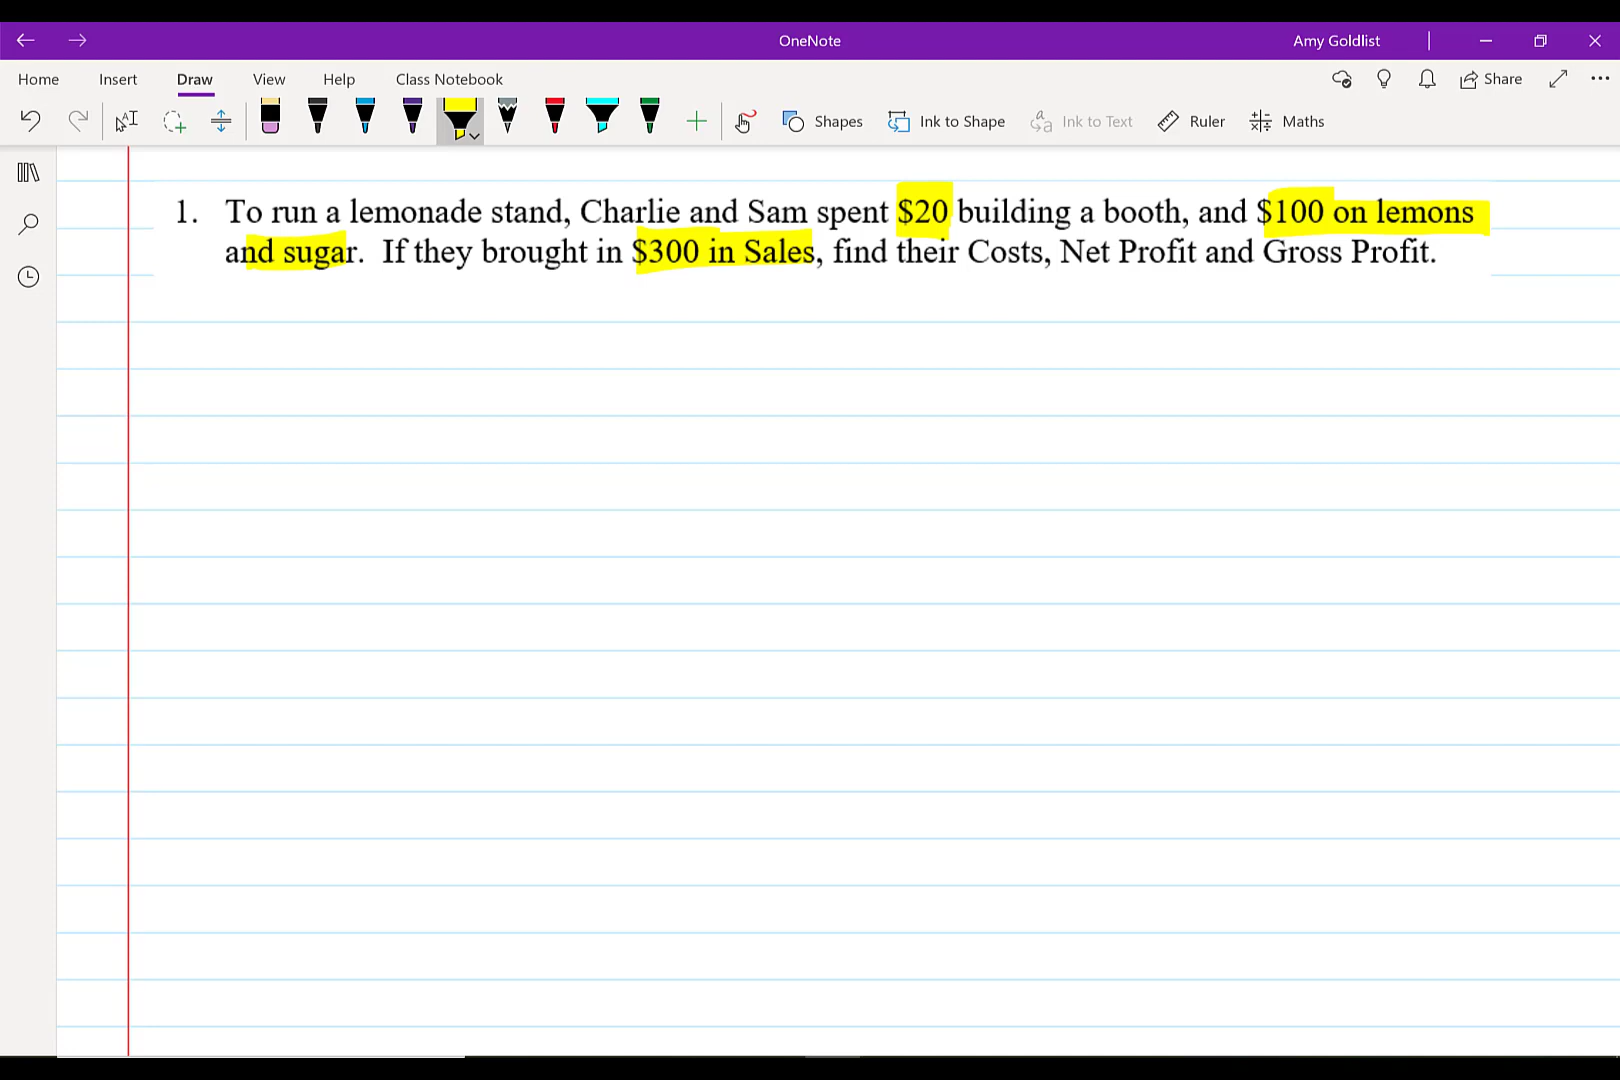 OneNote
Amy Goldlist
Home Insert Draw View Help Class Notebook Share
Shapes Ink to Shape Ink to Text Ruler Maths
1. To run a lemonade stand, Charlie and Sam spent $20 building a booth, and $100 on lemons
and sugar. If they brought in $300 in Sales, find their Costs, Net Profit and Gross Profit.